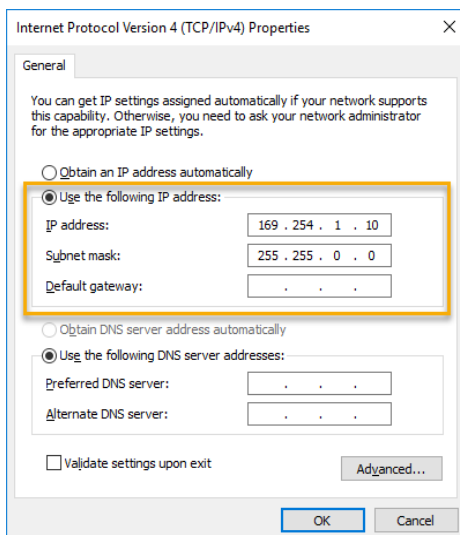 Internet Protocol Version 4 (TCP/IPv4) Properties
General
You can get IP settings assigned automatically if your network supports
this capability. Otherwise, you need to ask your network administrator
for the appropriate IP settings.
Obtain an IP address automatically
Use the following IP address:
IP address: 169 . 254 . 1 . 10
Subnet mask: 255 . 255 . 0 . 0
Default gateway: . . .
Obtain DNS server address automatically
Use the following DNS server addresses:
Preferred DNS server: . . .
Alternate DNS server: . . .
Validate settings upon exit
Advanced...
OK Cancel